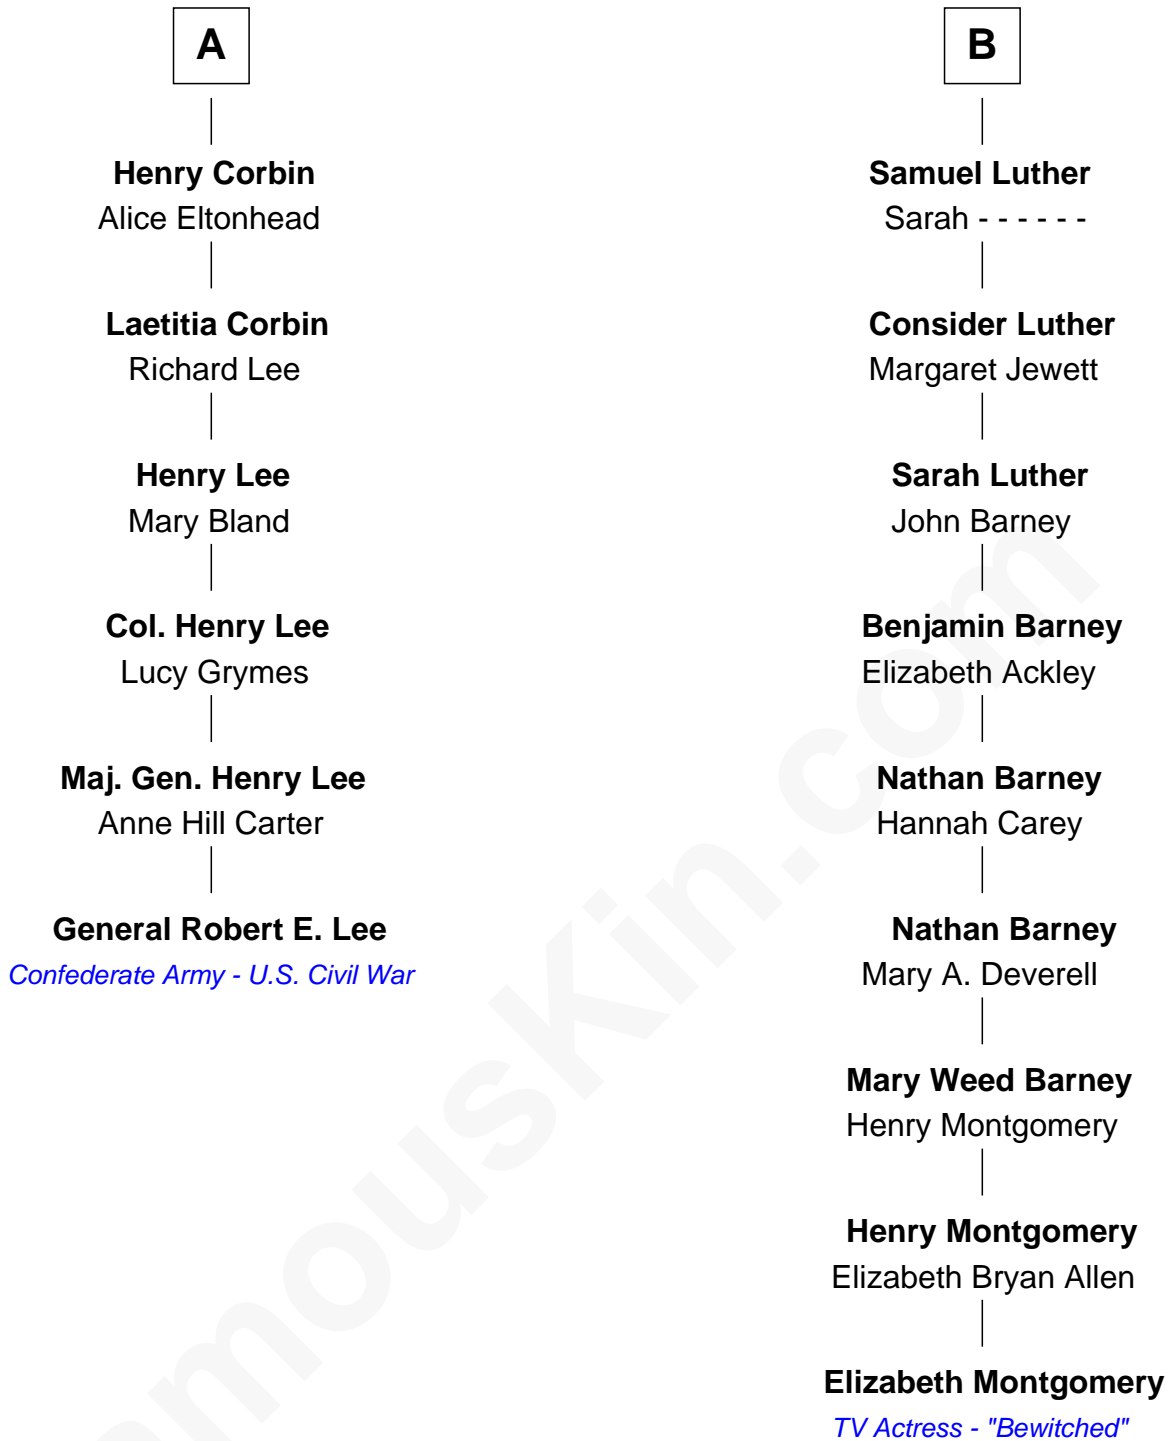 A
Henry Corbin
Alice Eltonhead
Laetitia Corbin
Richard Lee
Henry Lee
Mary Bland
Col. Henry Lee
Lucy Grymes
Maj. Gen. Henry Lee
Anne Hill Carter
General Robert E. Lee
Confederate Army - U.S. Civil War
B
Samuel Luther
Sarah - - - - - -
Consider Luther
Margaret Jewett
Sarah Luther
John Barney
Benjamin Barney
Elizabeth Ackley
Nathan Barney
Hannah Carey
Nathan Barney
Mary A. Deverell
Mary Weed Barney
Henry Montgomery
Henry Montgomery
Elizabeth Bryan Allen
Elizabeth Montgomery
TV Actress - "Bewitched"
amouskin.com